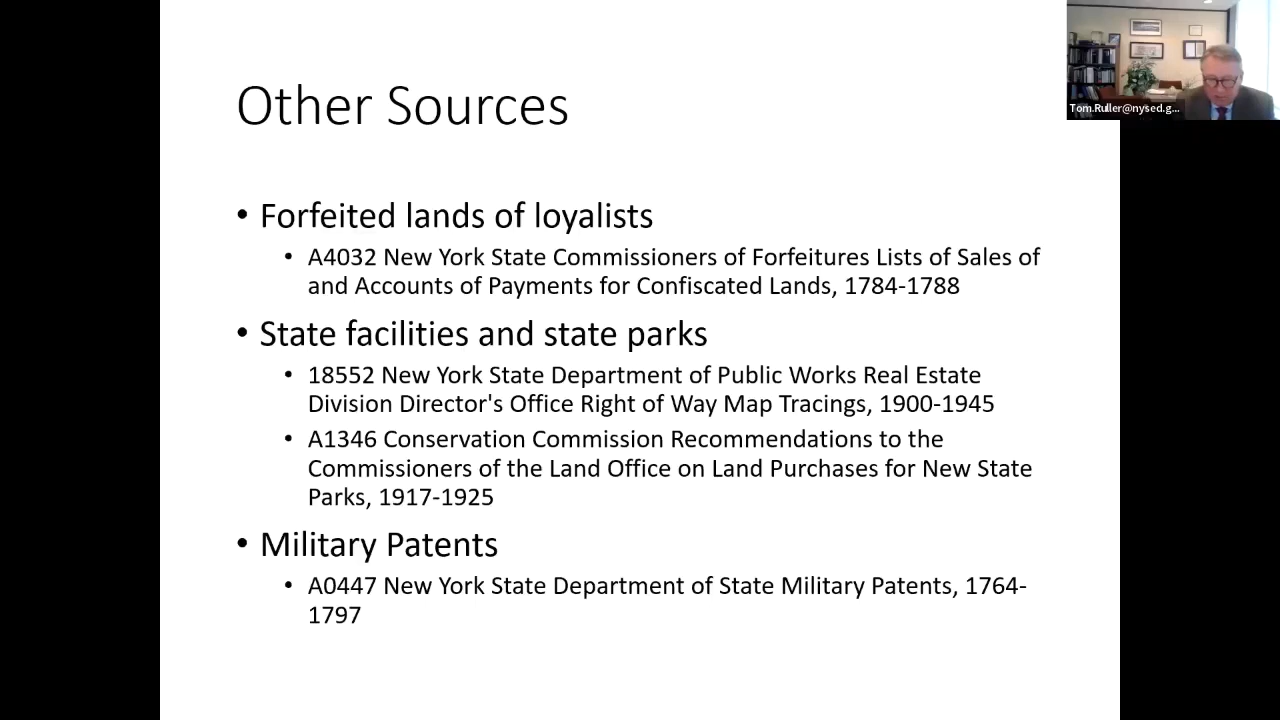 Other Sources
• Forfeited lands of loyalists
• A4032 New York State Commissioners of Forfeitures Lists of Sales of
and Accounts of Payments for Confiscated Lands, 1784-1788
• State facilities and state parks
• 18552 New York State Department of Public Works Real Estate
Division Director's Office Right of Way Map Tracings, 1900-1945
• A1346 Conservation Commission Recommendations to the
Commissioners of the Land Office on Land Purchases for New State
Parks, 1917-1925
• Military Patents
• A0447 New York State Department of State Military Patents, 1764-
1797
Tom.Ruller@nysed.g...